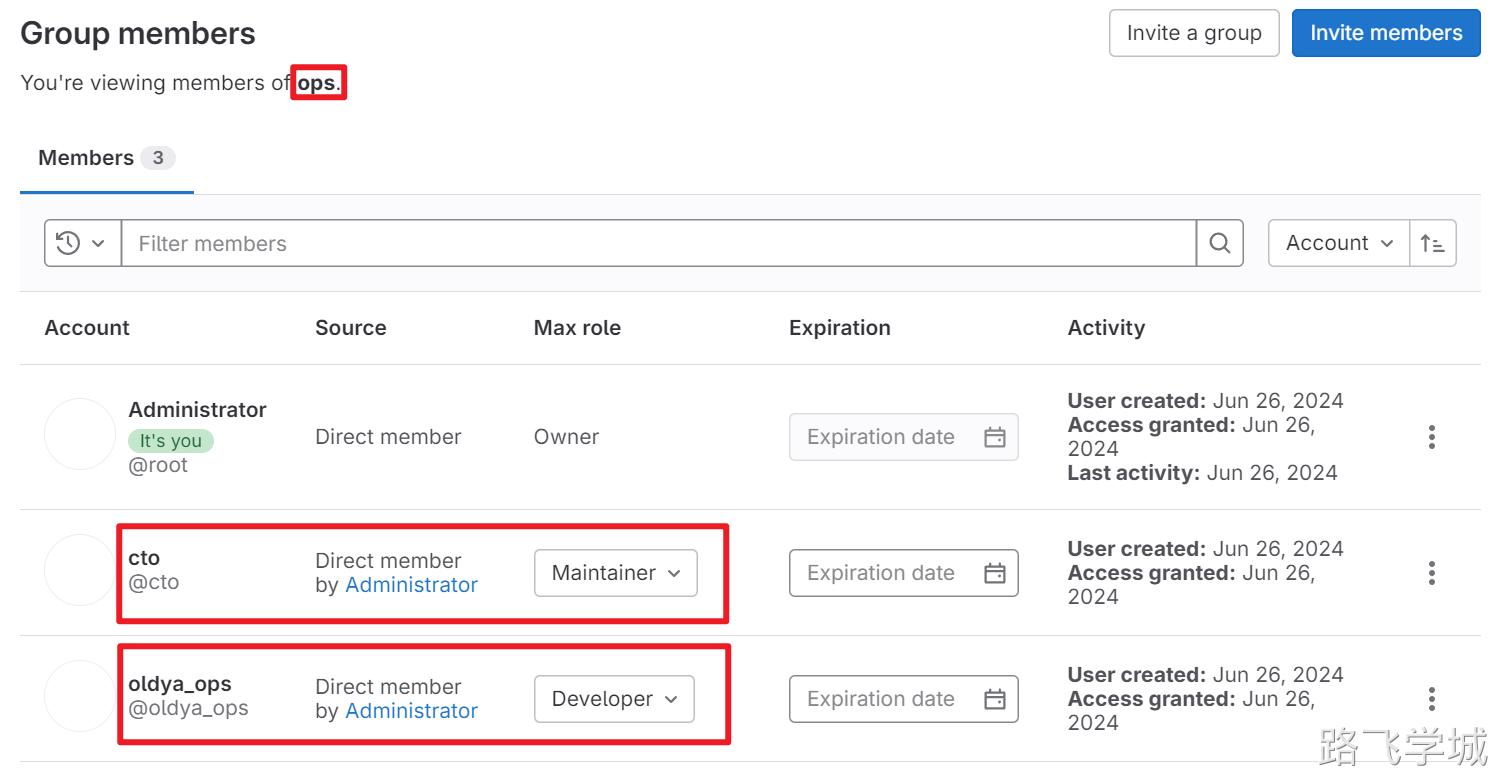 Group members
Invite a group
Invite members
You're viewing members of ops.
Members 3
Filter members
Account
Account Source Max role Expiration Activity
Administrator
It's you
@root
Direct member
Owner
Expiration date
User created: Jun 26, 2024
Access granted: Jun 26,
2024
Last activity: Jun 26, 2024
cto
@cto
Direct member
by Administrator
Maintainer
Expiration date
User created: Jun 26, 2024
Access granted: Jun 26,
2024
oldya_ops
@oldya_ops
Direct member
by Administrator
Developer
Expiration date
User created: Jun 26, 2024
Access granted: Jun 26,
2024
路飞学城